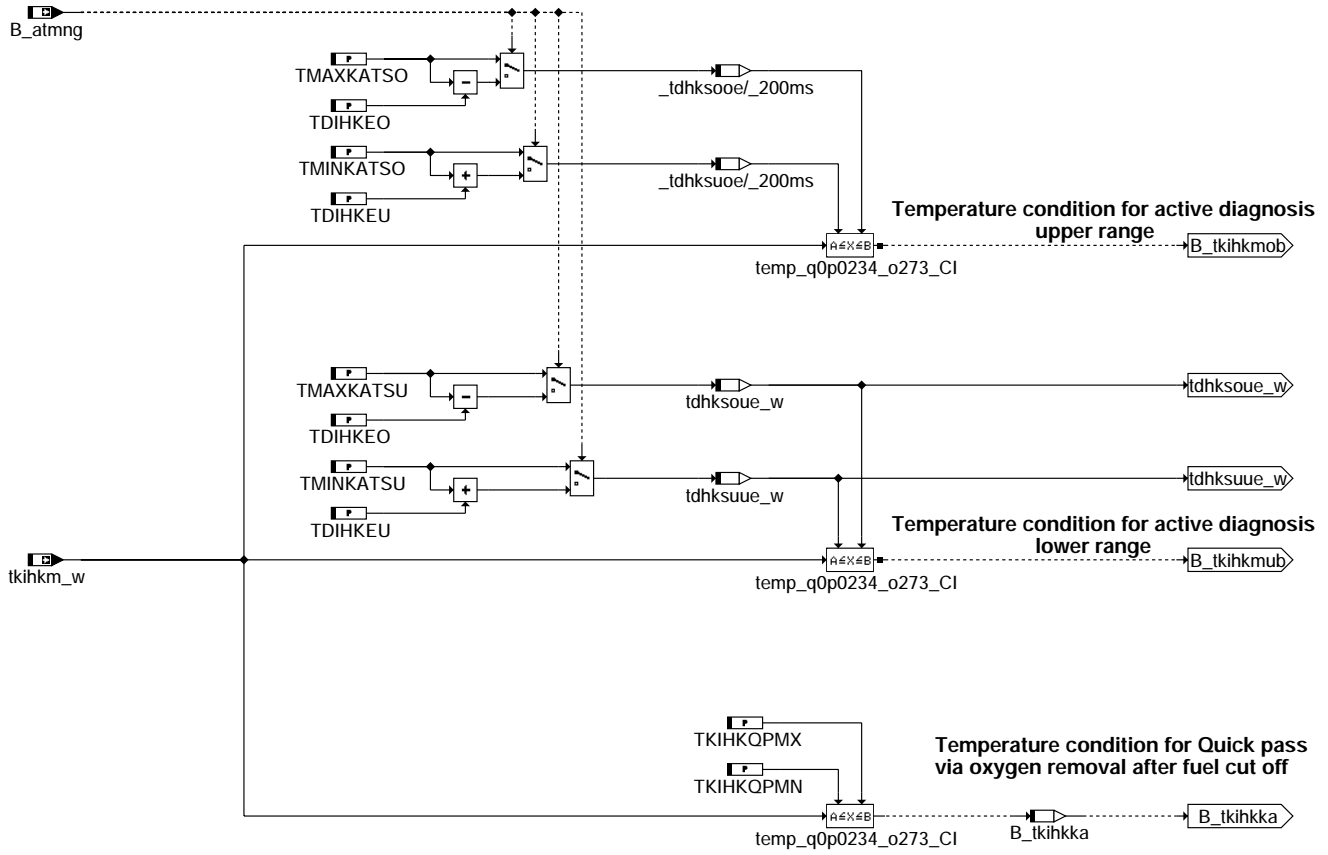 B_atmng
P
TMAXKATSO
-
P
TDIHKEO
_tdhksooe/_200ms
P
TMINKATSO
+
P
TDIHKEU
_tdhksuoe/_200ms
Temperature condition for active diagnosis
upper range
A≤X≤B
B_tkihkmob
temp_q0p0234_o273_CI
P
TMAXKATSU
-
P
TDIHKEO
tdhksoue_w
tdhksoue_w
P
TMINKATSU
+
P
TDIHKEU
tdhksuue_w
tdhksuue_w
Temperature condition for active diagnosis
lower range
tkihkm_w
A≤X≤B
B_tkihkmub
temp_q0p0234_o273_CI
P
TKIHKQPMX
P
TKIHKQPMN
Temperature condition for Quick pass
via oxygen removal after fuel cut off
A≤X≤B
B_tkihkka
B_tkihkka
temp_q0p0234_o273_CI